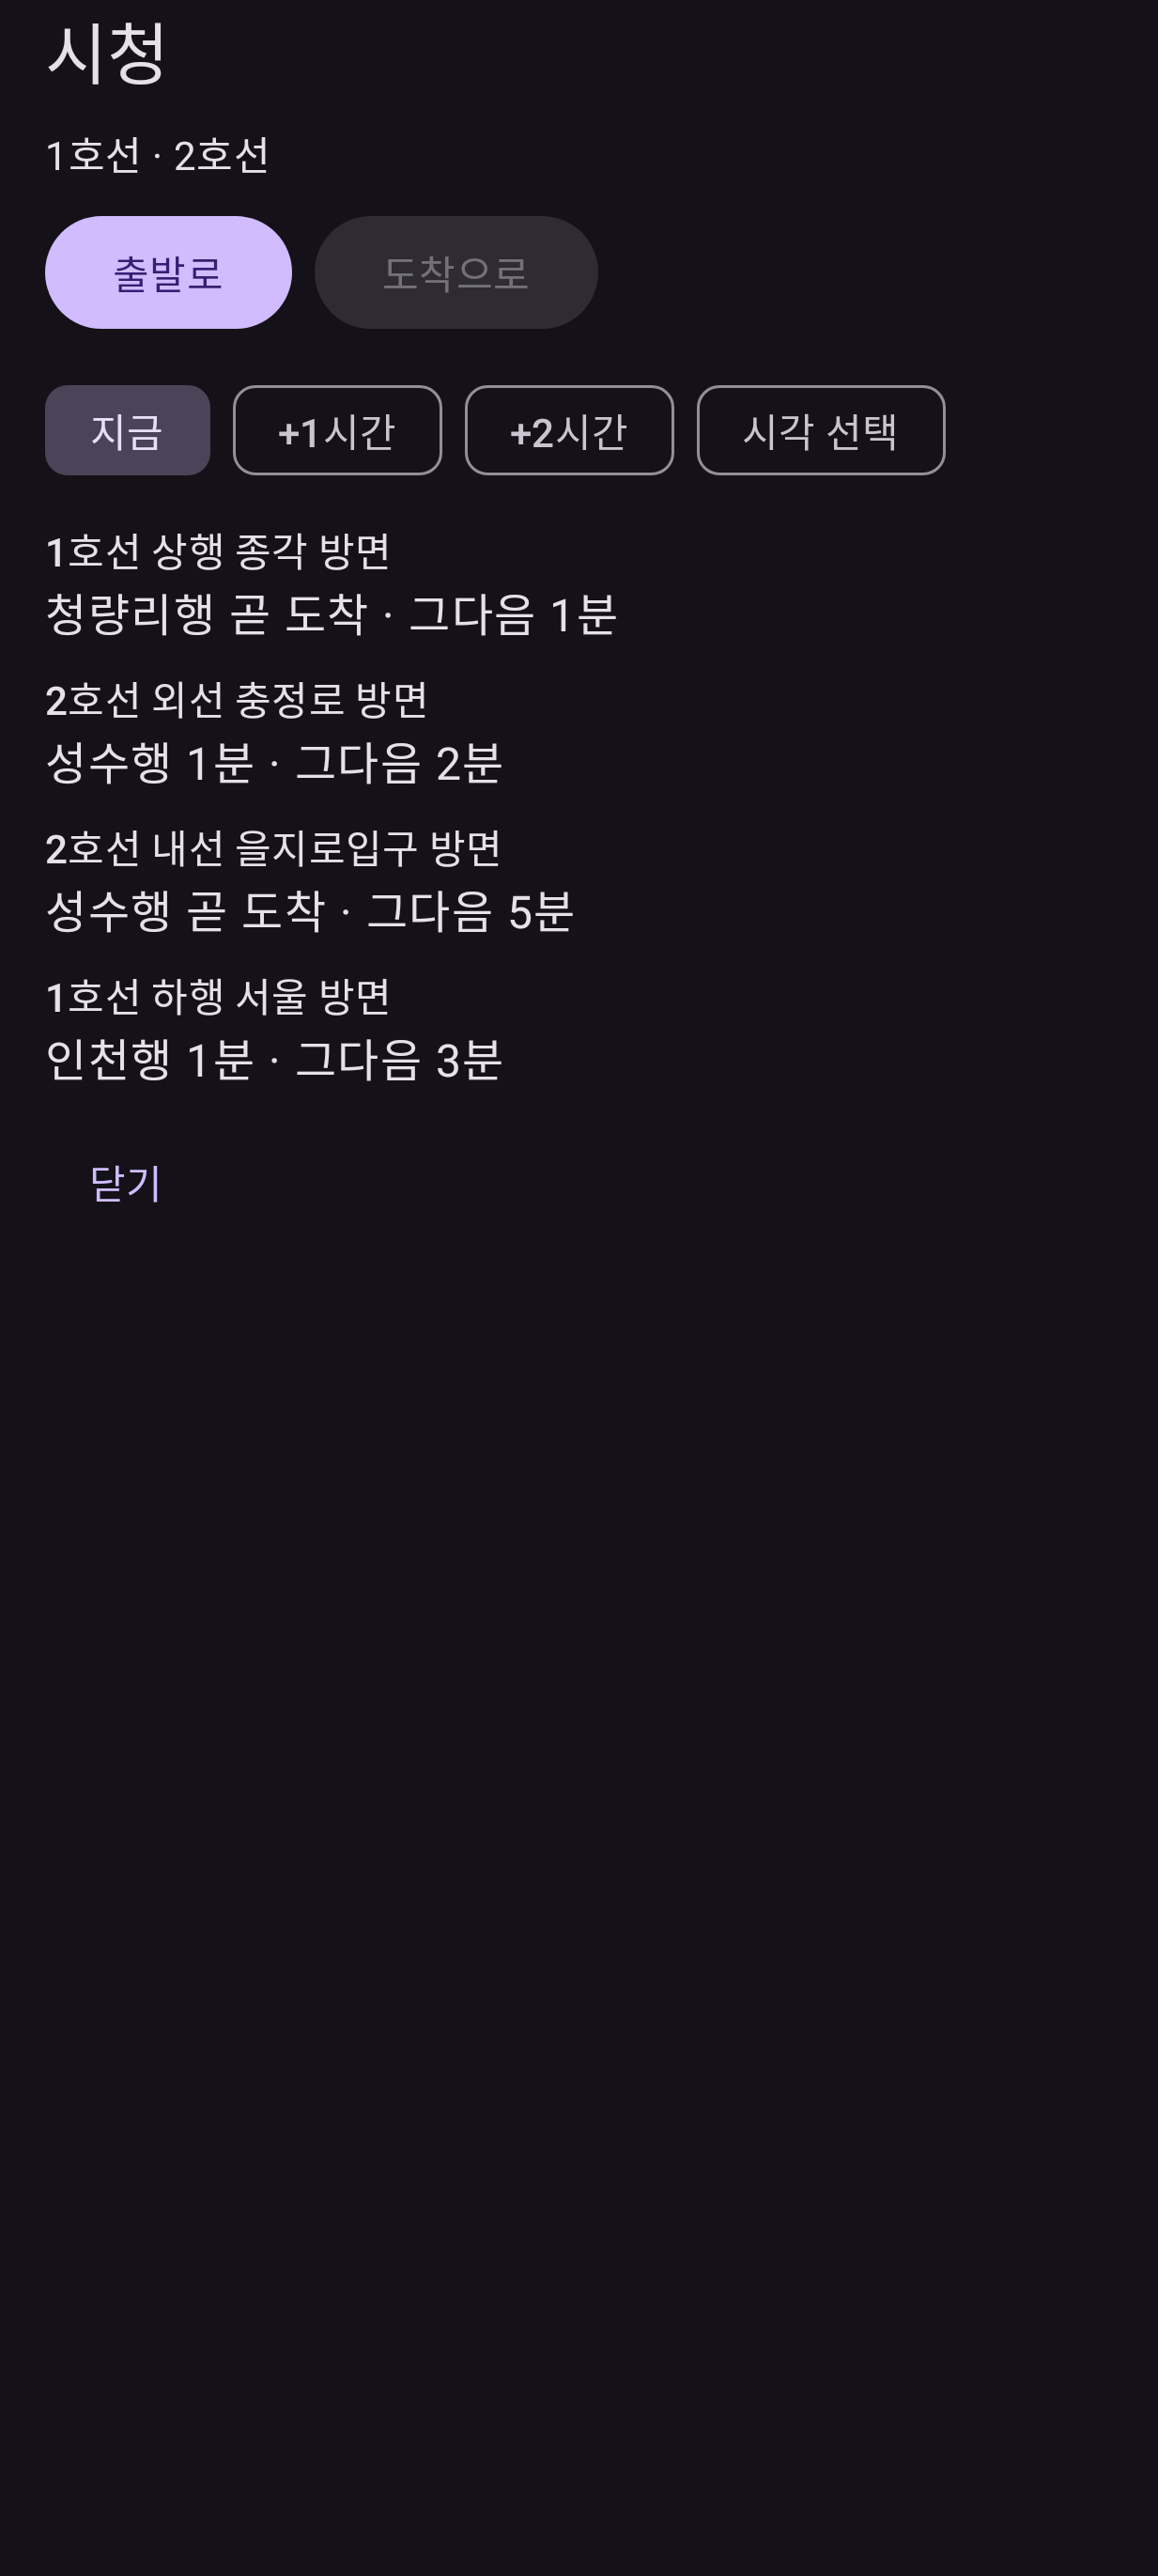 시청
1호선 · 2호선
출발로 도착으로
지금 +1시간 +2시간 시각 선택
1호선 상행 종각 방면
청량리행 곧 도착 · 그다음 1분
2호선 외선 충정로 방면
성수행 1분 · 그다음 2분
2호선 내선 을지로입구 방면
성수행 곧 도착 · 그다음 5분
1호선 하행 서울 방면
인천행 1분 · 그다음 3분
닫기